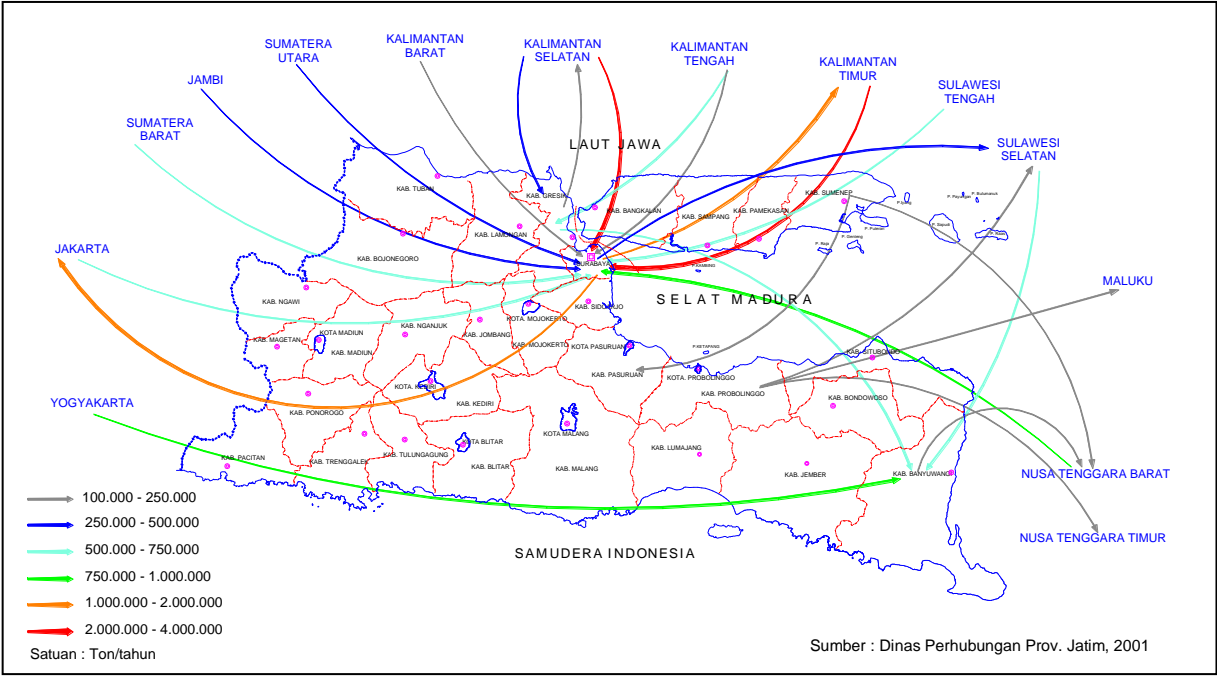 SUMATERA
UTARA
KALIMANTAN
BARAT
KALIMANTAN
SELATAN
KALIMANTAN
TENGAH
KALIMANTAN
TIMUR
JAMBI
SULAWESI
TENGAH
SUMATERA
BARAT
SULAWESI
SELATAN
LAUT JAWA
KAB. TUBAN
KAB. GRESIK
KAB. BANGKALAN
KAB. SAMPANG
KAB. PAMEKASAN
KAB. SUMENEP
KAB. LAMONGAN
KAB. BOJONEGORO
P. Puteran
P. Genteng
P. Raja
P. Sapudi
JAKARTA
SURABAYA
P.KAMBING
MALUKU
SELAT MADURA
KAB. NGAWI
KAB. SIDOARJO
KOTA. MOJOKERTO
KAB. NGANJUK
KOTA MADIUN
KAB. JOMBANG
KAB. MAGETAN
KAB. MADIUN
KAB. MOJOKERTO
KOTA PASURUAN
P.KETAPANG
KAB. SITUBONDO
KAB. PASURUAN
KOTA. PROBOLINGGO
KOTA. KEDIRI
KAB. PROBOLINGGO
KAB. BONDOWOSO
YOGYAKARTA
KAB. PONOROGO
KAB. KEDIRI
KOTA MALANG
KOTA BLITAR
KAB. LUMAJANG
KAB. PACITAN
KAB. TRENGGALEK
KAB. TULUNGAGUNG
KAB. BLITAR
KAB. MALANG
KAB. JEMBER
KAB. BANYUWANGI
NUSA TENGGARA BARAT
100.000 - 250.000
250.000 - 500.000
500.000 - 750.000
750.000 - 1.000.000
1.000.000 - 2.000.000
2.000.000 - 4.000.000
NUSA TENGGARA TIMUR
SAMUDERA INDONESIA
Satuan : Ton/tahun
Sumber : Dinas Perhubungan Prov. Jatim, 2001